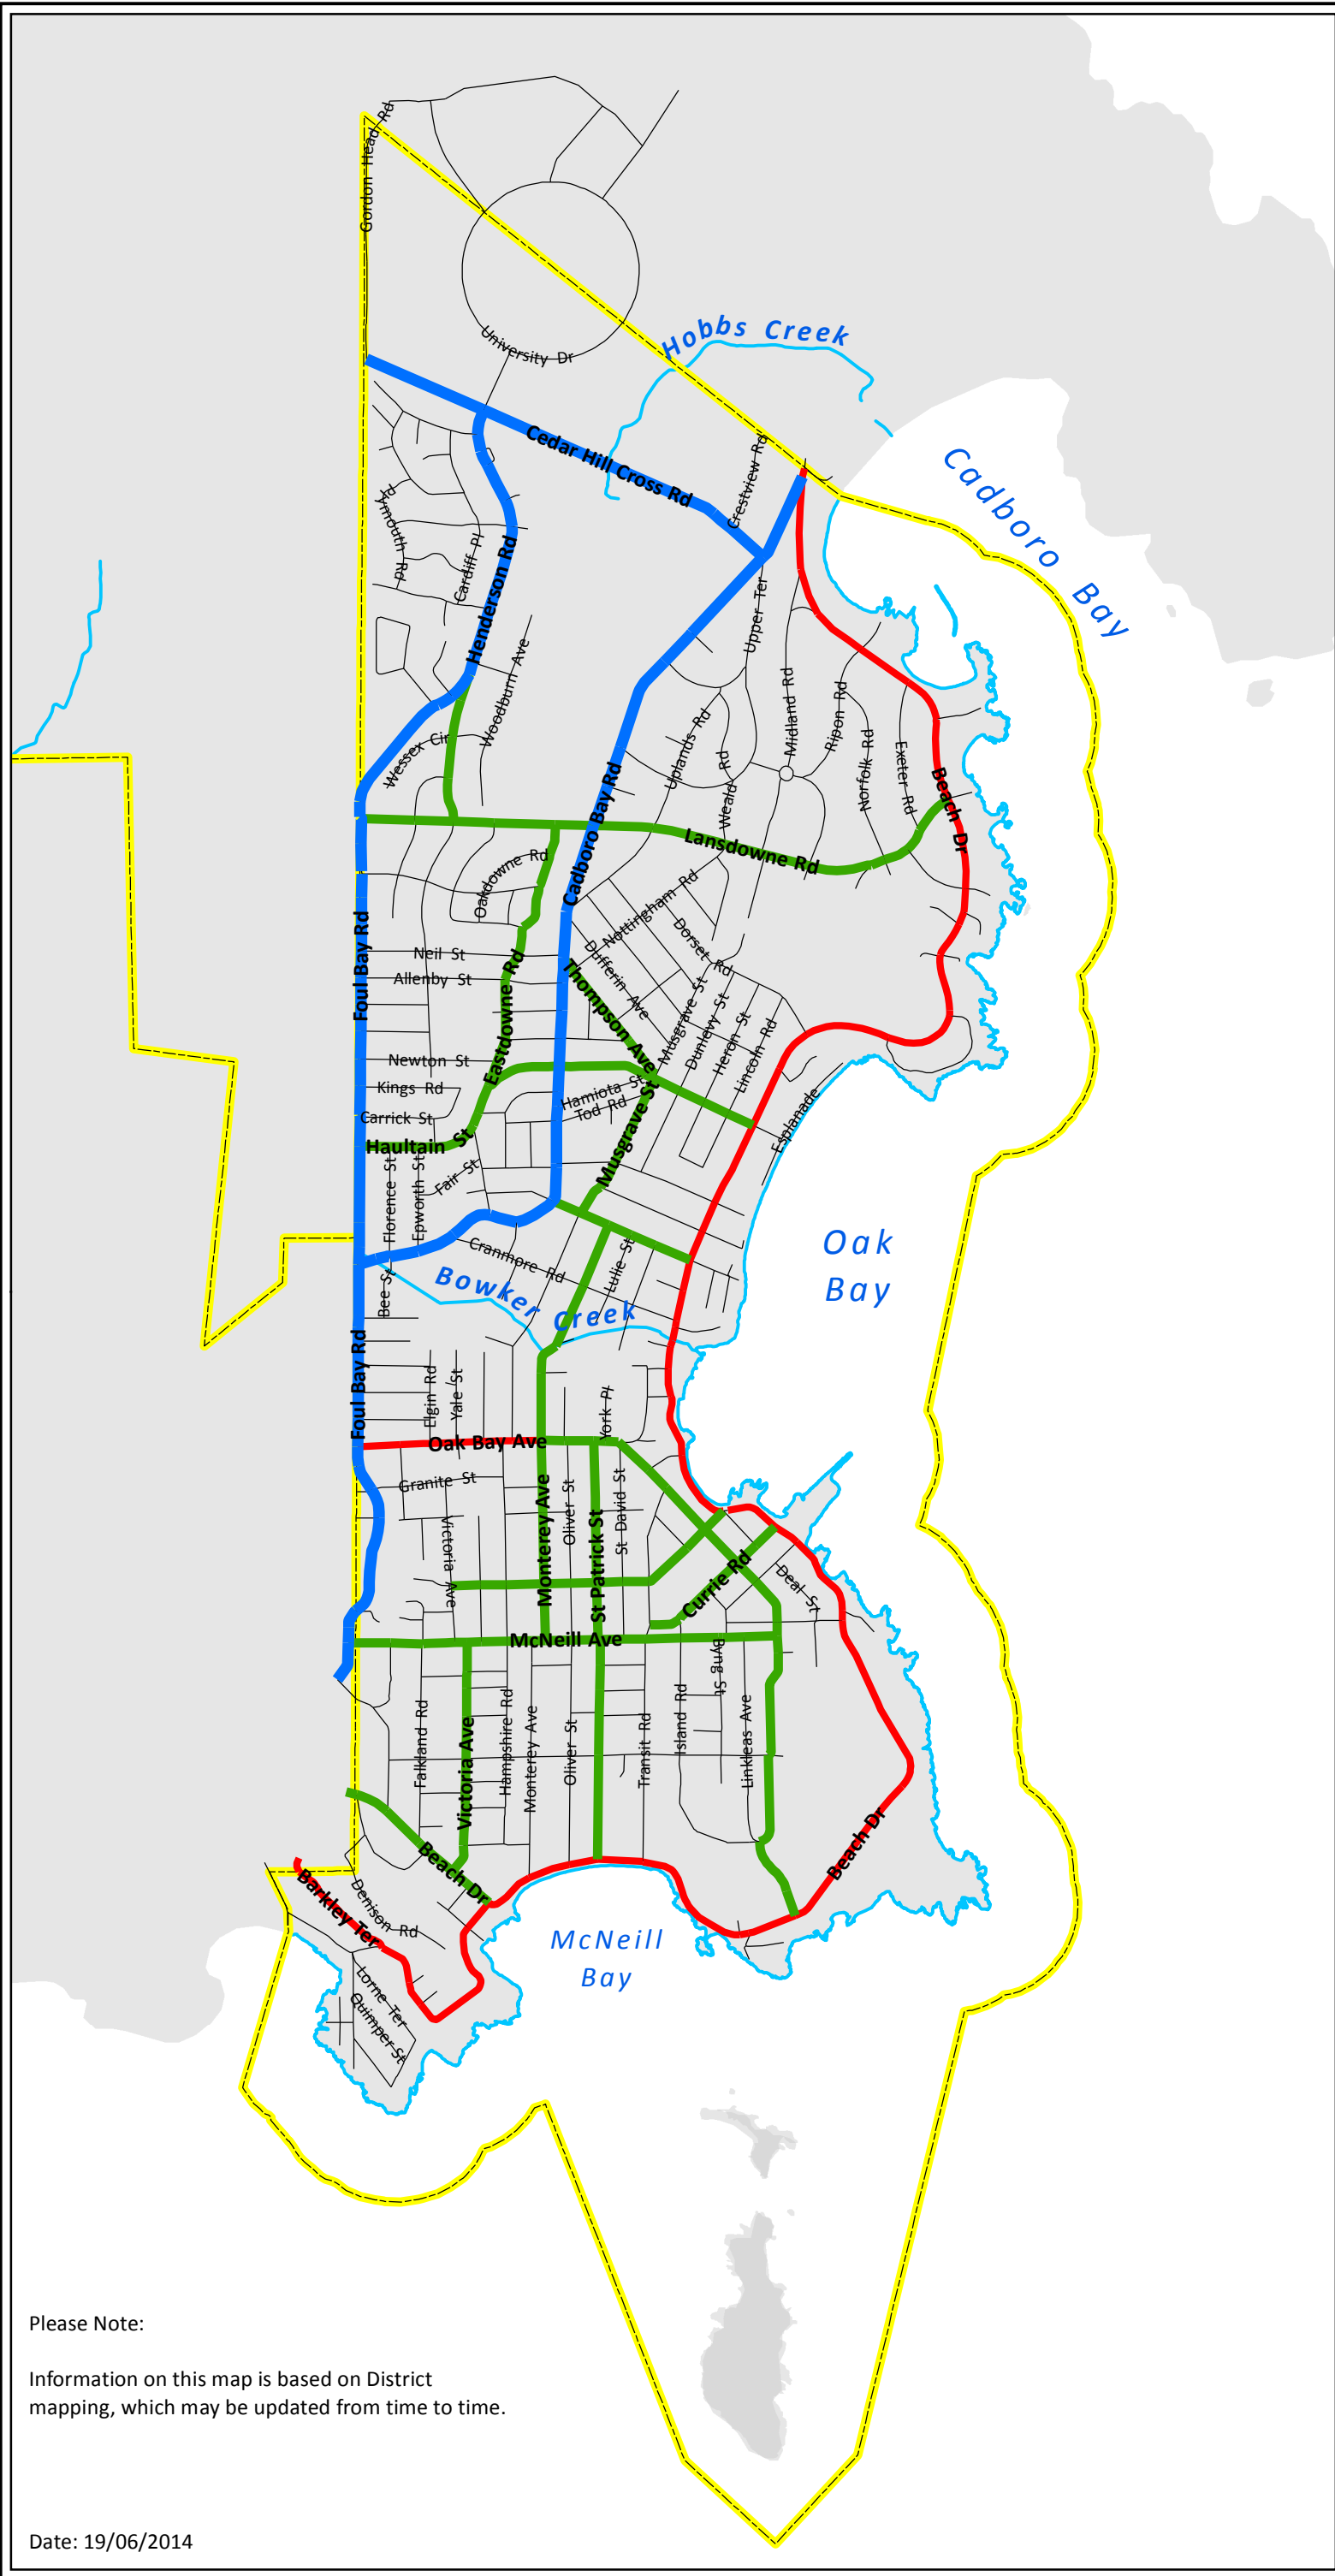 Gordon Head Rd
University Dr
Hobbs Creek
Cedar Hill Cross Rd
Crestview Rd
Cadboro Bay
Plymouth Rd
Cardiff Pl
Henderson Rd
Upper Ter
Woodburn Ave
Midland Rd
Ripon Rd
Uplands Rd
Norfolk Rd
Exeter Rd
Wessex Cir
Weald Rd
Beach Dr
Cadboro Bay Rd
Lansdowne Rd
Oakdowne Rd
Nottingham Rd
Foul Bay Rd
Neil St
Dorset Rd
Dufferin Ave
Allenby St
Eastdowne Rd
Thompson Ave
Musgrave St
Dunlevy St
Heron St
Lincoln Rd
Newton St
Kings Rd
Hamiota St
Tod Rd
Carrick St
Musgrave St
Esplanade
Haultain St
Florence St
Epworth St
Fair St
Oak
Bay
Cranmore Rd
Lulie St
Bee St
Bowker Creek
Foul Bay Rd
Elgin Rd
Yale St
York Pl
Oak Bay Ave
Granite St
Victoria Ave
Monterey Ave
Oliver St
St Patrick St
St David St
Currie Rd
Deal St
McNeill Ave
Byng St
Falkland Rd
Victoria Ave
Hampshire Rd
Monterey Ave
Oliver St
Transit Rd
Island Rd
Linkleas Ave
Beach Dr
Beach Dr
Barkley Ter
Denison Rd
McNeill
Bay
Lorne Ter
Quimper St
Please Note:
Information on this map is based on District
mapping, which may be updated from time to time.
Date: 19/06/2014